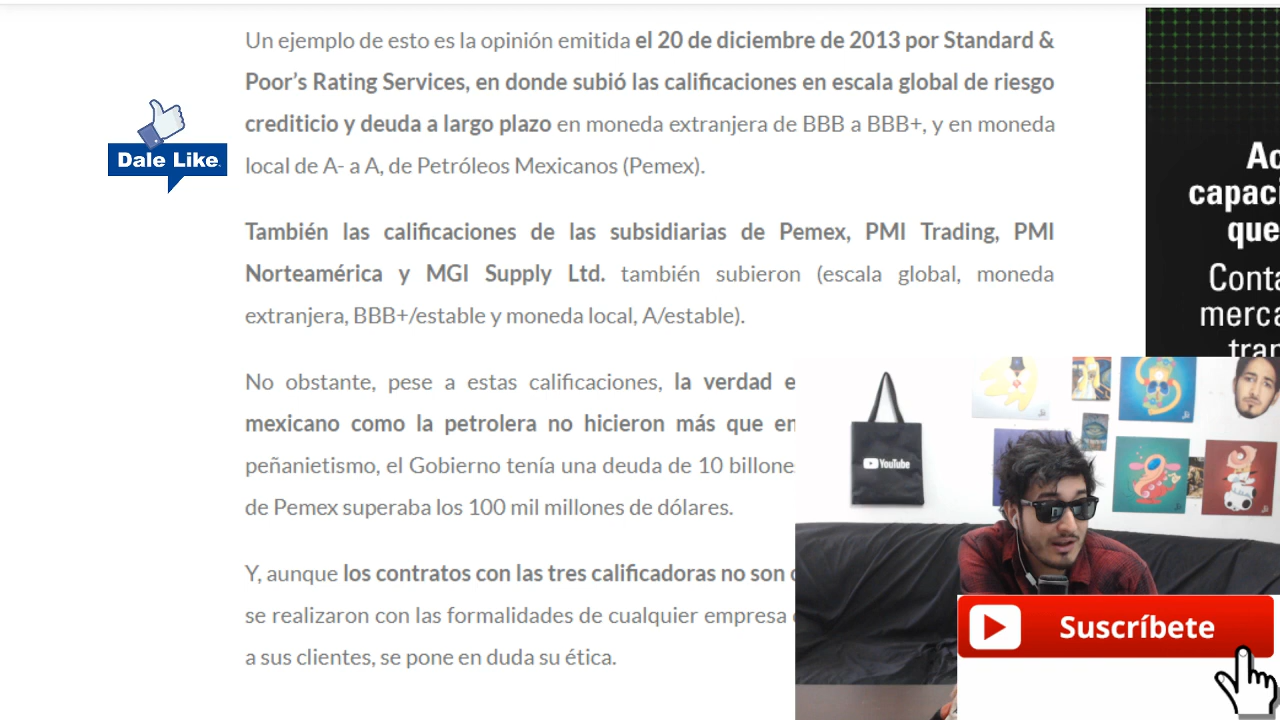 Un ejemplo de esto es la opinión emitida el 20 de diciembre de 2013 por Standard &
Poor’s Rating Services, en donde subió las calificaciones en escala global de riesgo
crediticio y deuda a largo plazo en moneda extranjera de BBB a BBB+, y en moneda
local de A- a A, de Petróleos Mexicanos (Pemex).
Dale Like
También las calificaciones de las subsidiarias de Pemex, PMI Trading, PMI
Norteamérica y MGI Supply Ltd. también subieron (escala global, moneda
extranjera, BBB+/estable y moneda local, A/estable).
No obstante, pese a estas calificaciones, la verdad
mexicano como la petrolera no hicieron más que
peñanietismo, el Gobierno tenía una deuda de 10
de Pemex superaba los 100 mil millones de dólares.
Y, aunque los contratos con las tres calificadoras no son
se realizaron con las formalidades de cualquier empresa
a sus clientes, se pone en duda su ética.
que
YouTube
Suscríbete